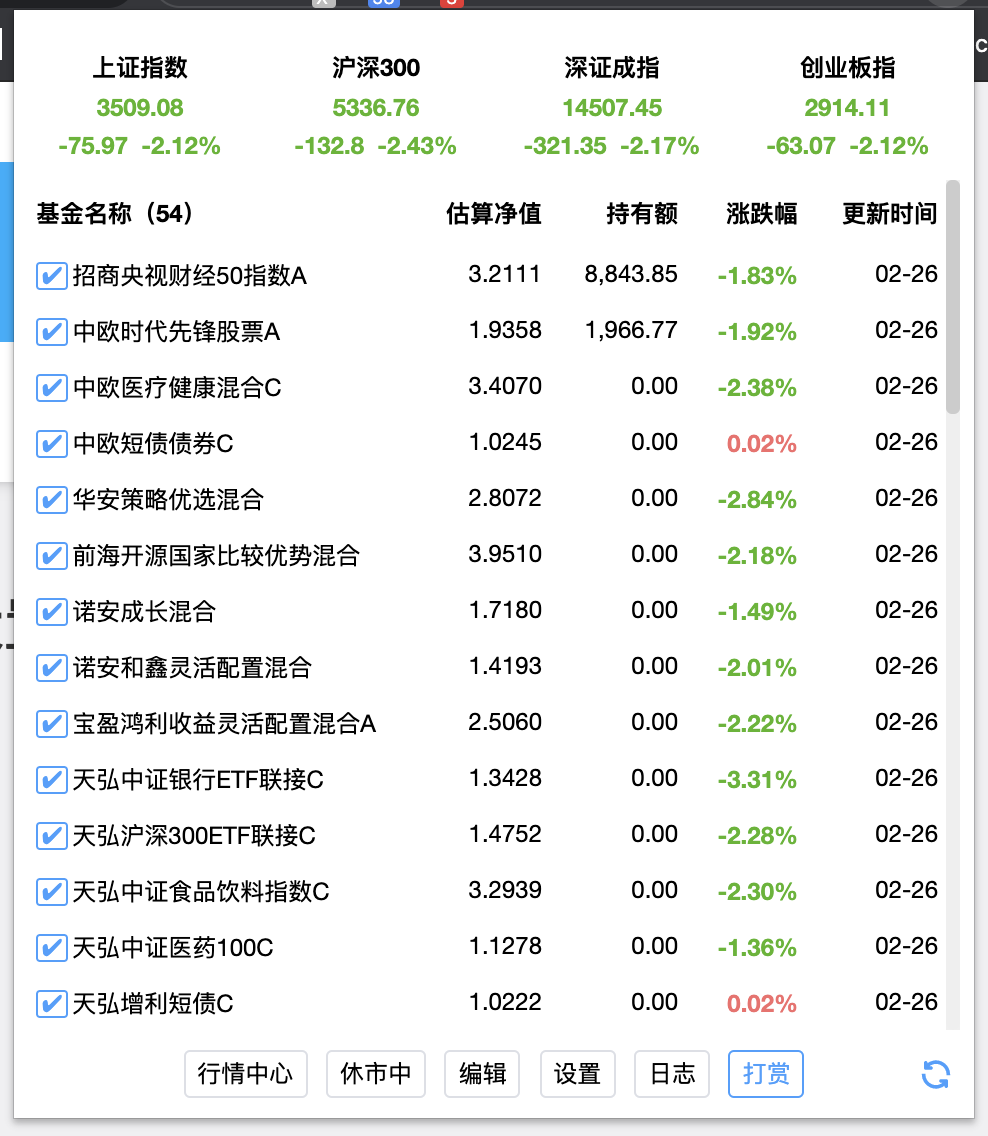 上证指数 沪深300 深证成指 创业板指
3509.08 5336.76 14507.45 2914.11
-75.97 -2.12% -132.8 -2.43% -321.35 -2.17% -63.07 -2.12%
基金名称（54） 估算净值 持有额 涨跌幅 更新时间
招商央视财经50指数A 3.2111 8,843.85 -1.83% 02-26
中欧时代先锋股票A 1.9358 1,966.77 -1.92% 02-26
中欧医疗健康混合C 3.4070 0.00 -2.38% 02-26
中欧短债债券C 1.0245 0.00 0.02% 02-26
华安策略优选混合 2.8072 0.00 -2.84% 02-26
前海开源国家比较优势混合 3.9510 0.00 -2.18% 02-26
诺安成长混合 1.7180 0.00 -1.49% 02-26
诺安和鑫灵活配置混合 1.4193 0.00 -2.01% 02-26
宝盈鸿利收益灵活配置混合A 2.5060 0.00 -2.22% 02-26
天弘中证银行ETF联接C 1.3428 0.00 -3.31% 02-26
天弘沪深300ETF联接C 1.4752 0.00 -2.28% 02-26
天弘中证食品饮料指数C 3.2939 0.00 -2.30% 02-26
天弘中证医药100C 1.1278 0.00 -1.36% 02-26
天弘增利短债C 1.0222 0.00 0.02% 02-26
行情中心 休市中 编辑 设置 日志 打赏